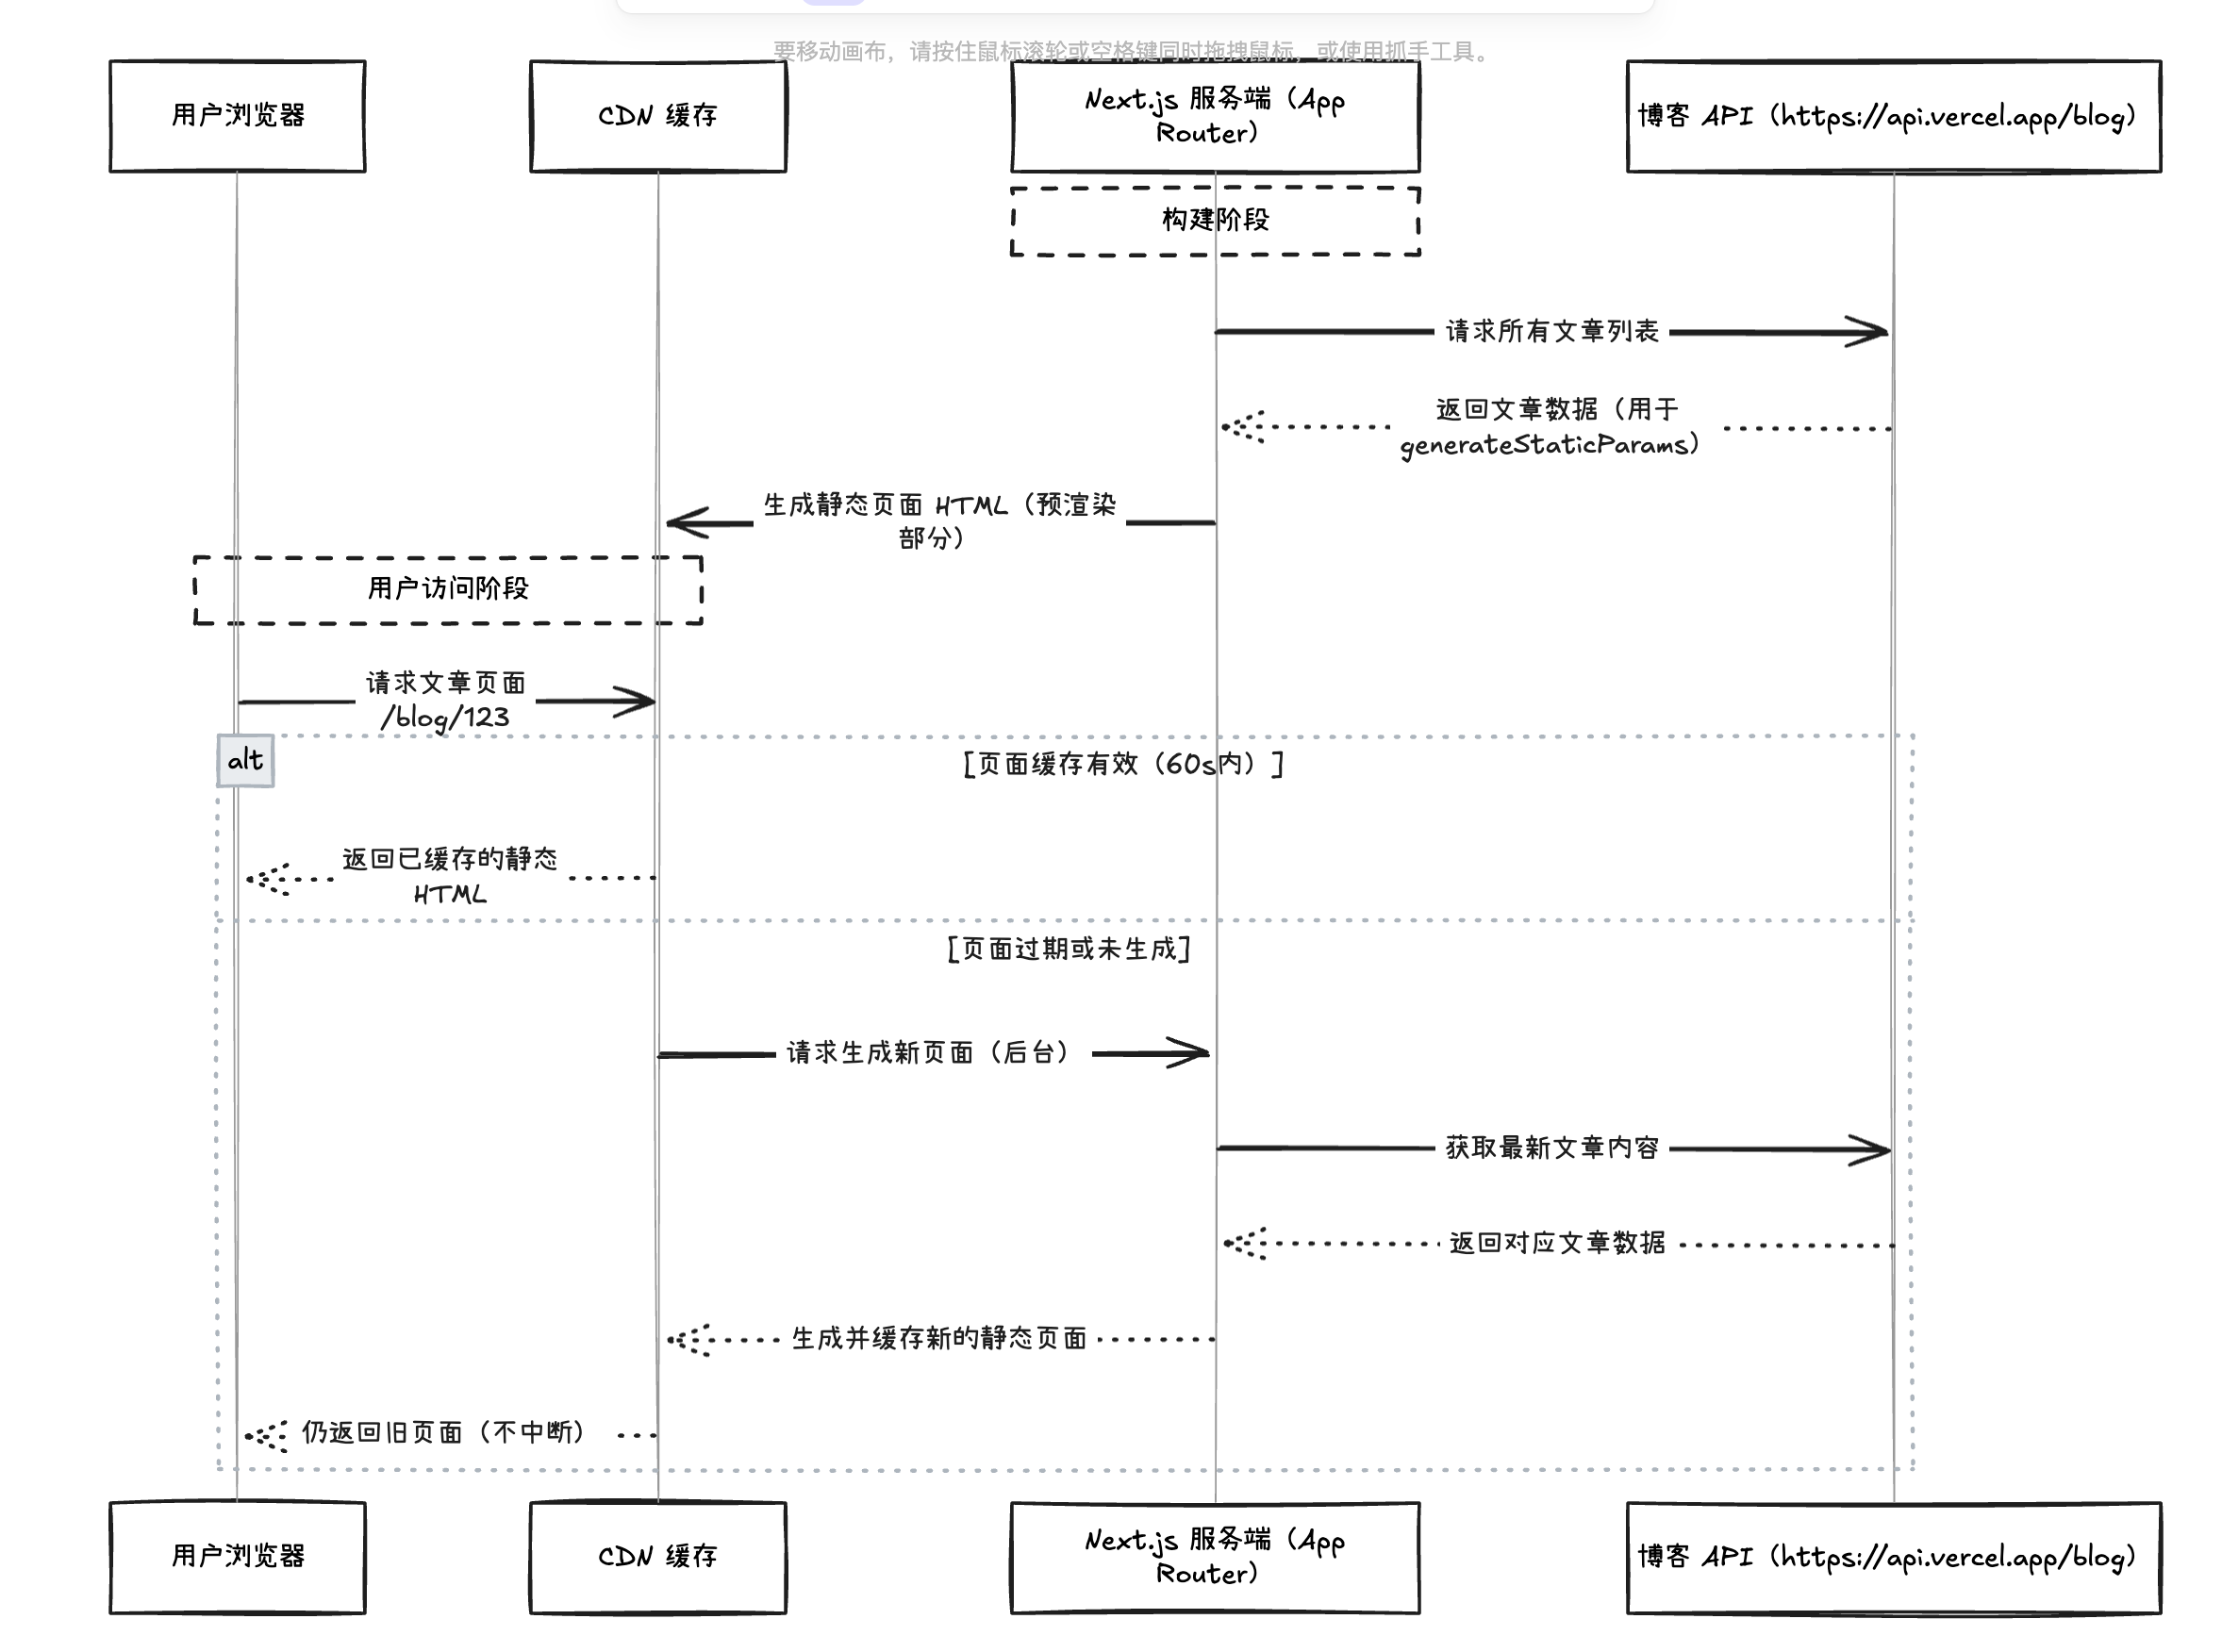 要移动画布，请按住鼠标滚轮或空格键同时拖拽鼠标，或使用抓手工具。
用户浏览器
CDN 缓存
Next.js 服务端（App
Router）
博客 API（https://api.vercel.app/blog）
构建阶段
请求所有文章列表
返回文章数据（用于
generateStaticParams）
生成静态页面 HTML（预渲染
部分）
用户访问阶段
请求文章页面
/blog/123
alt
[页面缓存有效（60s内）]
返回已缓存的静态
HTML
[页面过期或未生成]
请求生成新页面（后台）
获取最新文章内容
返回对应文章数据
生成并缓存新的静态页面
仍返回旧页面（不中断）
用户浏览器
CDN 缓存
Next.js 服务端（App
Router）
博客 API（https://api.vercel.app/blog）